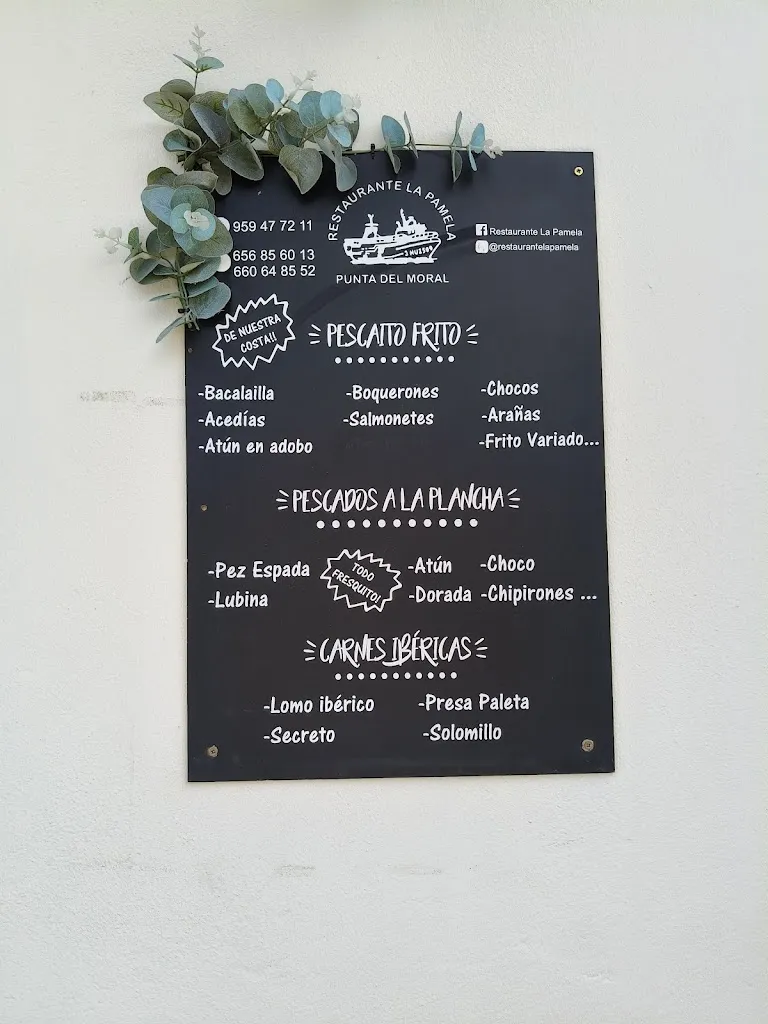 RESTAURANTE LA PAMELA
959 47 72 11
656 85 60 13
660 64 85 52
PUNTA DEL MORAL
Restaurante La Pamela
@restaurantelapamela
DE NUESTRA
COSTA!!
PESCAITO FRITO
-Bacalailla
-Acedías
-Atún en adobo
-Boquerones
-Salmonetes
-Chocos
-Arañas
-Frito Variado...
PESCADOS A LA PLANCHA
-Pez Espada
-Lubina
TODO
FRESQUITO!
-Atún
-Dorada
-Choco
-Chipirones ...
CARNES IBÉRICAS
-Lomo ibérico
-Secreto
-Presa Paleta
-Solomillo